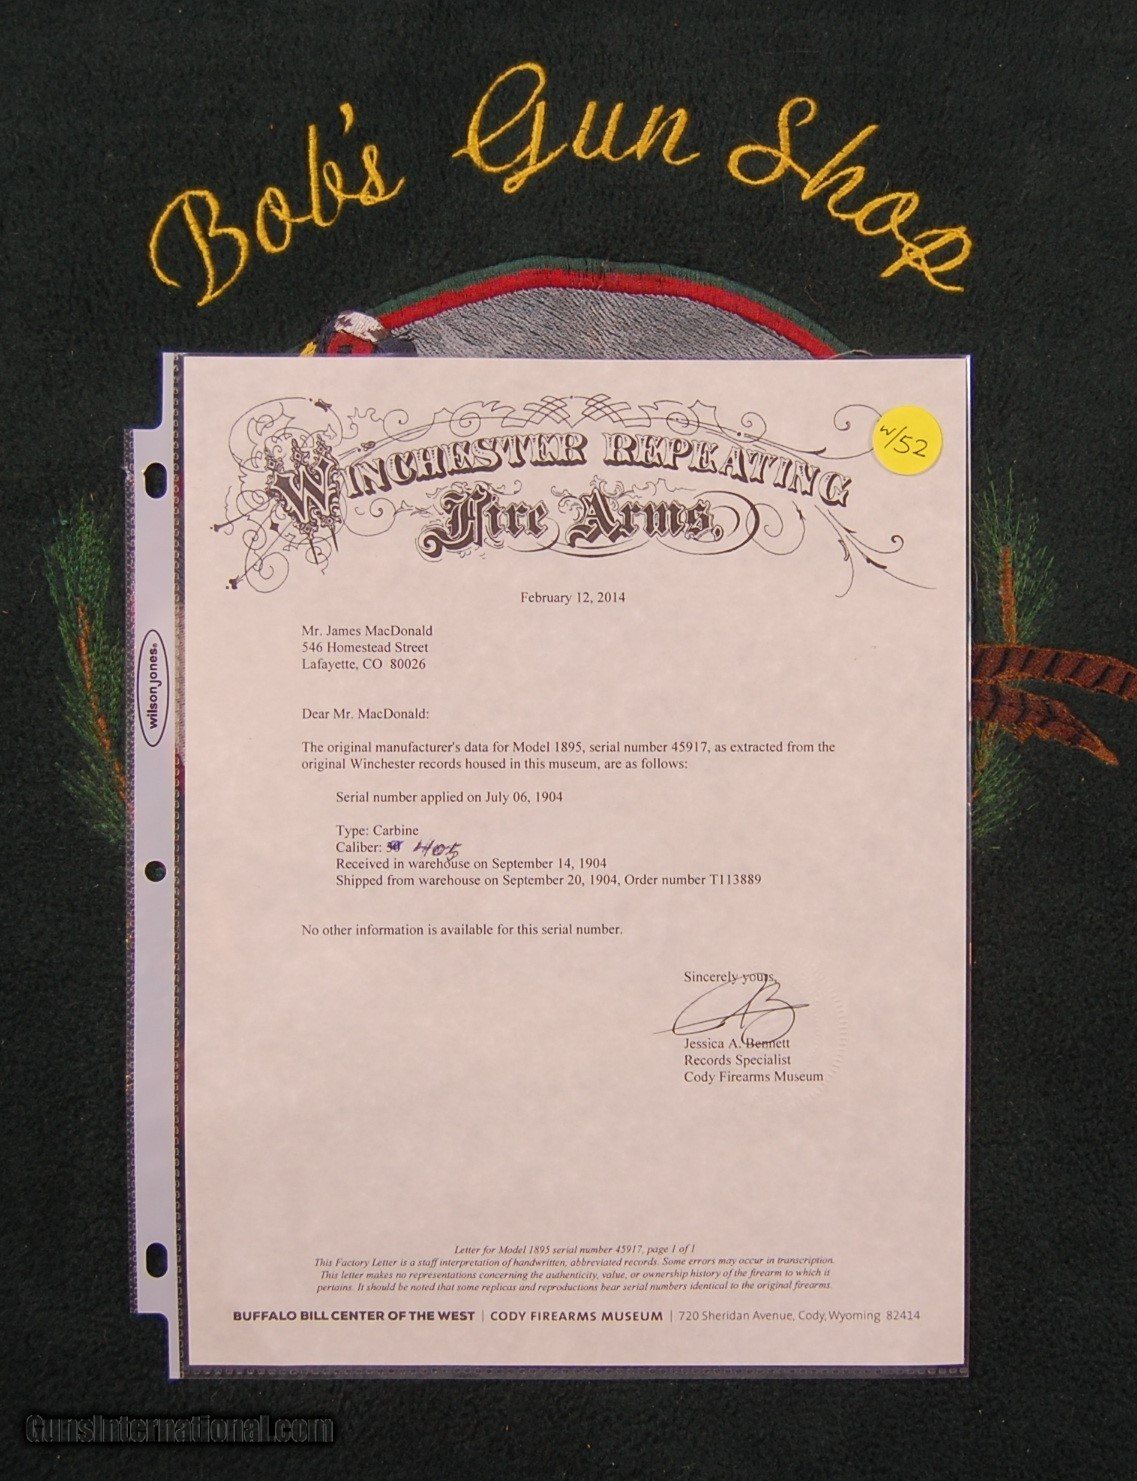 Bob's Gun Shop
WINCHESTER REPEATING
Fire Arms,
w/52
wilsonjones®
February 12, 2014
Mr. James MacDonald
546 Homestead Street
Lafayette, CO 80026
Dear Mr. MacDonald:
The original manufacturer's data for Model 1895, serial number 45917, as extracted from the
original Winchester records housed in this museum, are as follows:
Serial number applied on July 06, 1904
Type: Carbine
Caliber: 405
Received in warehouse on September 14, 1904
Shipped from warehouse on September 20, 1904, Order number T113889
No other information is available for this serial number.
Sincerely yours,
Jessica A. Bennett
Records Specialist
Cody Firearms Museum
Letter for Model 1895 serial number 45917, page 1 of 1
This Factory Letter is a staff interpretation of handwritten, abbreviated records. Some errors may occur in transcription.
This letter makes no representations concerning the authenticity, value, or ownership history of the firearm to which it
pertains. It should be noted that some replicas and reproductions bear serial numbers identical to the original firearms.
BUFFALO BILL CENTER OF THE WEST | CODY FIREARMS MUSEUM | 720 Sheridan Avenue, Cody, Wyoming 82414
GunsInternational.com